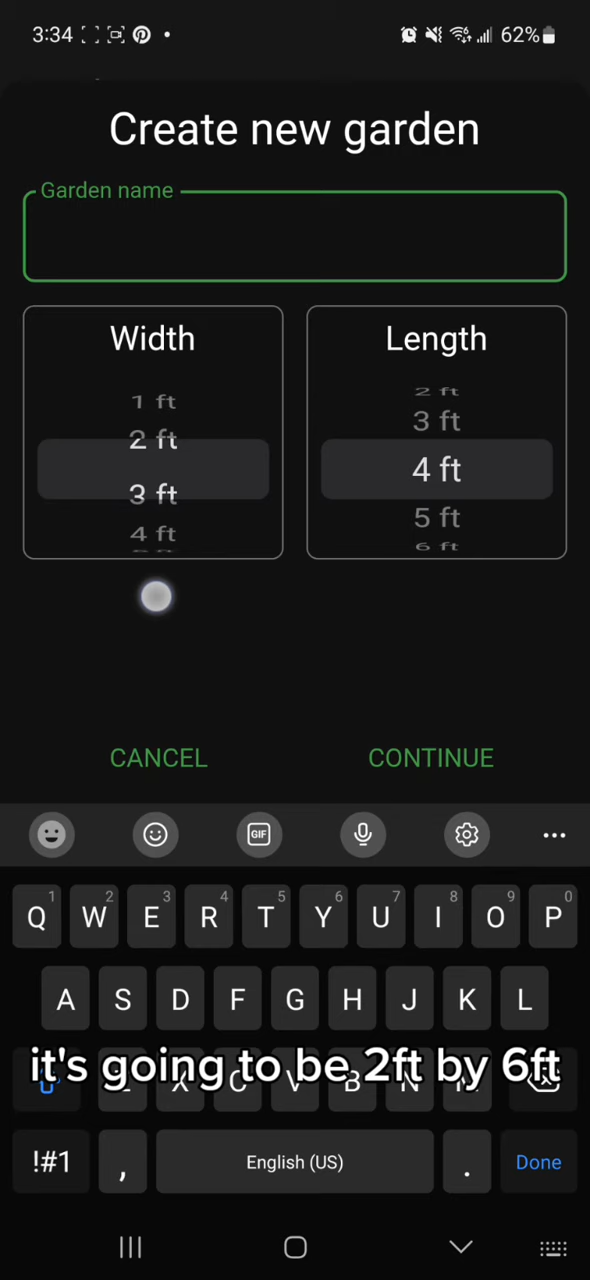 3:34
62%
Create new garden
Garden name
Width
Length
1 ft
2 ft
3 ft
4 ft
2 ft
3 ft
4 ft
5 ft
6 ft
CANCEL
CONTINUE
GIF
1 2 3 4 5 6 7 8 9 0
Q W E R T Y U I O P
A S D F G H J K L
it's going to be 2ft by 6ft
X C V B N
!#1 , English (US) . Done